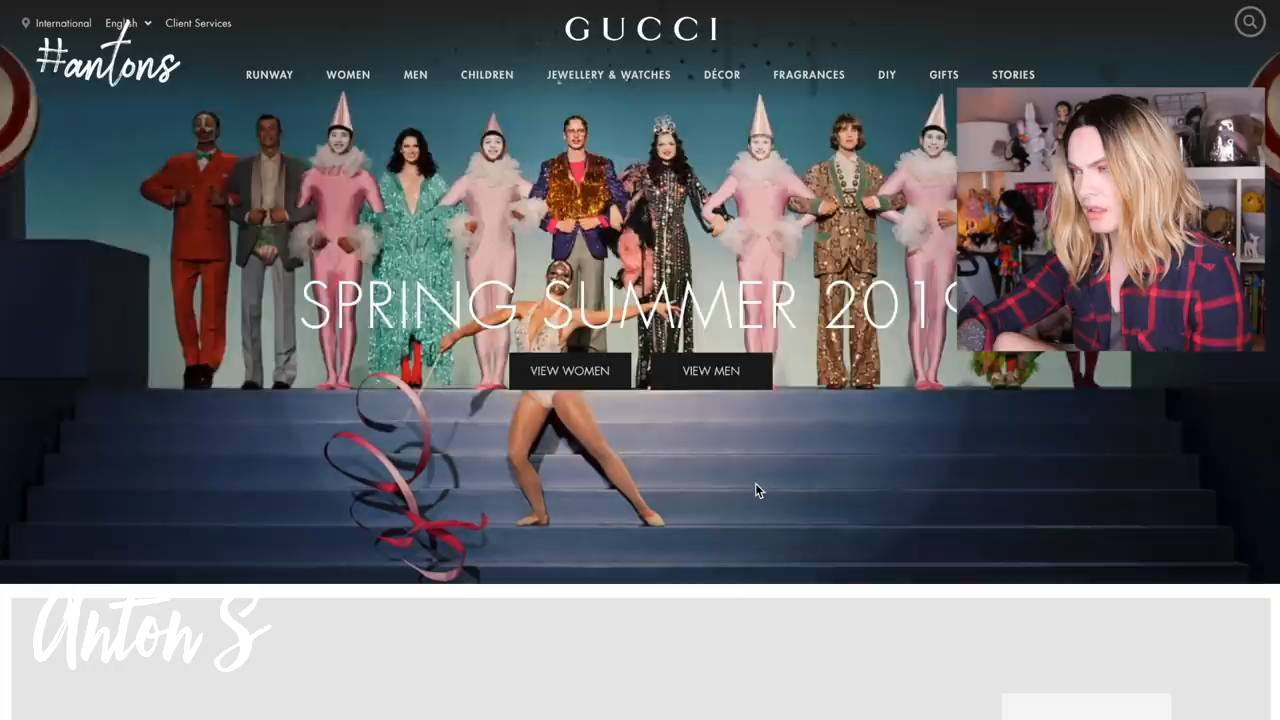 International English Client Services
GUCCI
#antons
RUNWAY WOMEN MEN CHILDREN JEWELLERY & WATCHES DÉCOR FRAGRANCES DIY GIFTS STORIES
SPRING SUMMER 2019
VIEW WOMEN VIEW MEN
Anton S